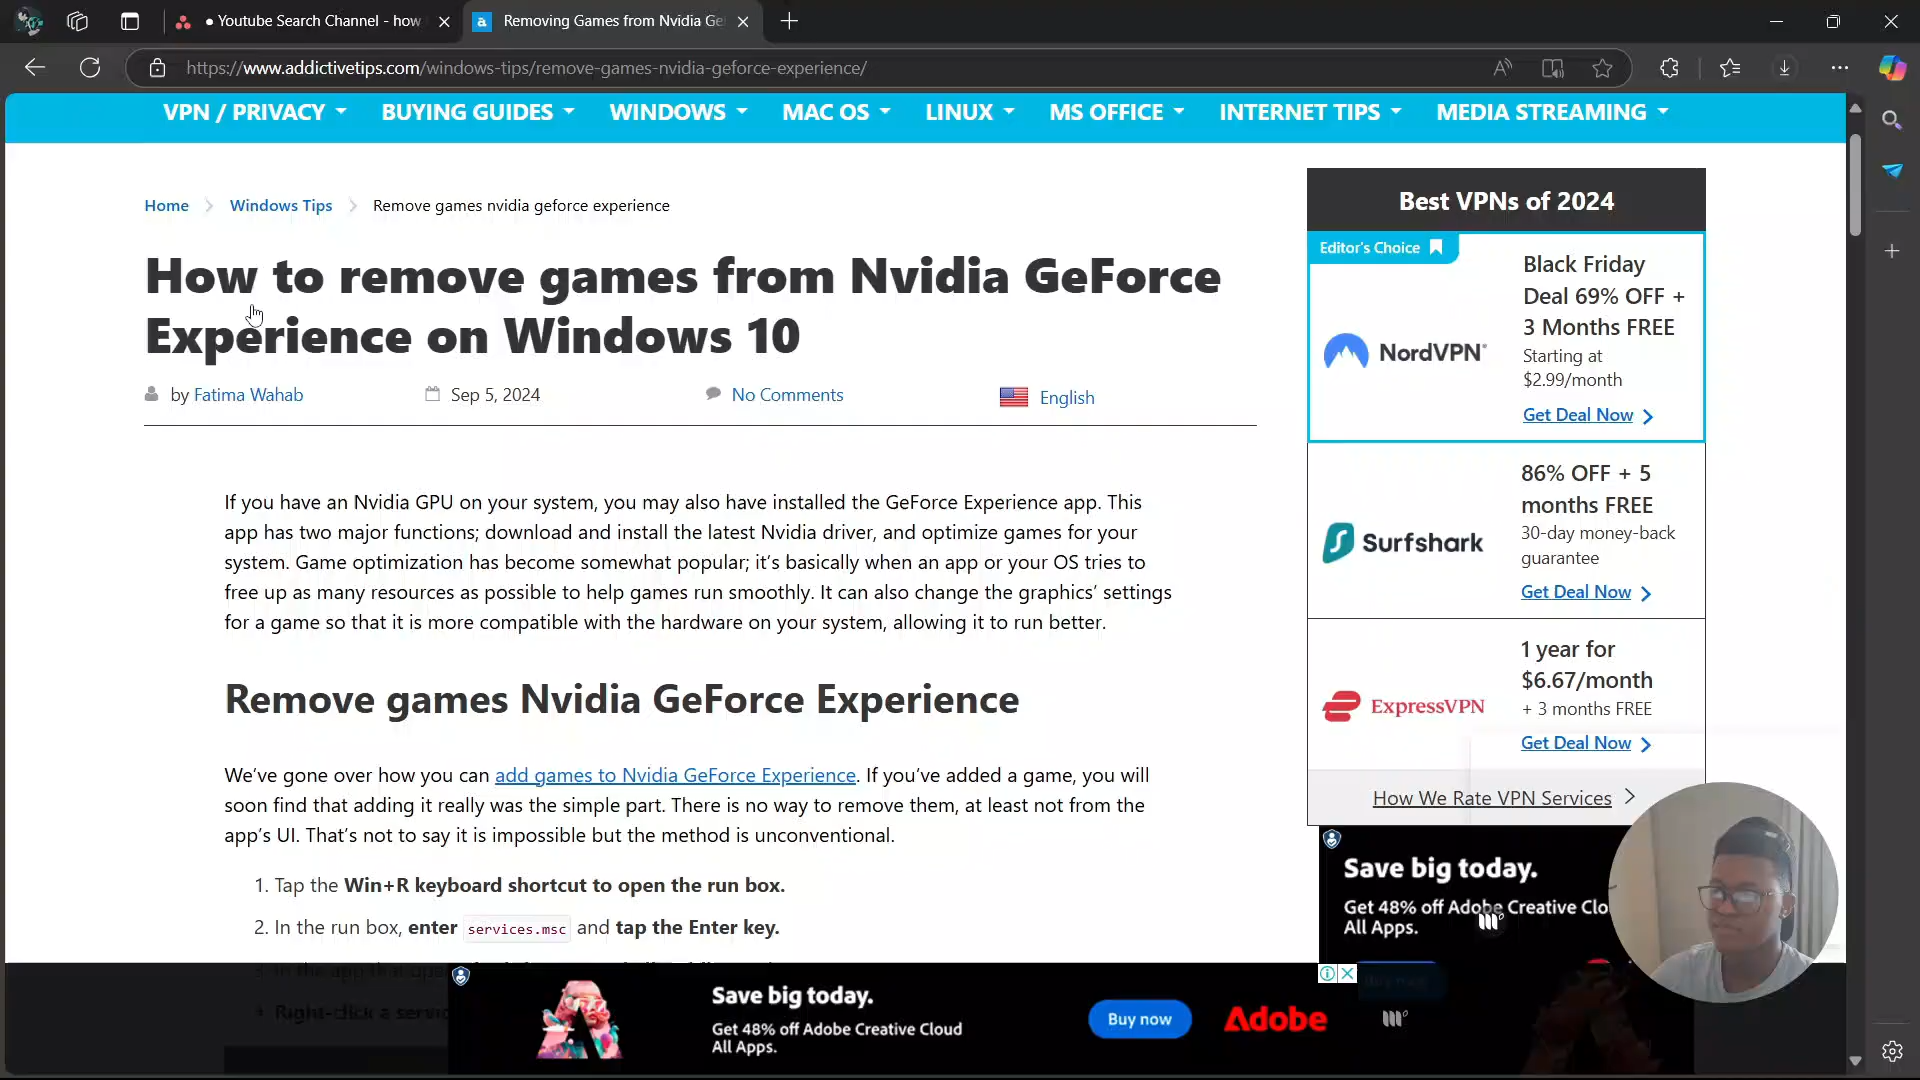 Youtube Search Channel - how
Removing Games from Nvidia Ge
https://www.addictivetips.com/windows-tips/remove-games-nvidia-geforce-experience/
VPN / PRIVACY
BUYING GUIDES
WINDOWS
MAC OS
LINUX
MS OFFICE
INTERNET TIPS
MEDIA STREAMING
Home
Windows Tips
Remove games nvidia geforce experience
How to remove games from Nvidia GeForce
Experience on Windows 10
by Fatima Wahab
Sep 5, 2024
No Comments
English
If you have an Nvidia GPU on your system, you may also have installed the GeForce Experience app. This
app has two major functions; download and install the latest Nvidia driver, and optimize games for your
system. Game optimization has become somewhat popular; it's basically when an app or your OS tries to
free up as many resources as possible to help games run smoothly. It can also change the graphics' settings
for a game so that it is more compatible with the hardware on your system, allowing it to run better.
Remove games Nvidia GeForce Experience
We've gone over how you can add games to Nvidia GeForce Experience. If you've added a game, you will
soon find that adding it really was the simple part. There is no way to remove them, at least not from the
app's UI. That's not to say it is impossible but the method is unconventional.
1. Tap the Win+R keyboard shortcut to open the run box.
2. In the run box, enter services.msc and tap the Enter key.
Right-click a servic
Best VPNs of 2024
Editor's Choice
NordVPN
Black Friday
Deal 69% OFF +
3 Months FREE
Starting at
$2.99/month
Get Deal Now
Surfshark
86% OFF + 5
months FREE
30-day money-back
guarantee
Get Deal Now
ExpressVPN
1 year for
$6.67/month
+ 3 months FREE
Get Deal Now
How We Rate VPN Services
Save big today.
Get 48% off Adobe Creative Clo
All Apps.
Save big today.
Get 48% off Adobe Creative Cloud
All Apps.
Buy now
Adobe